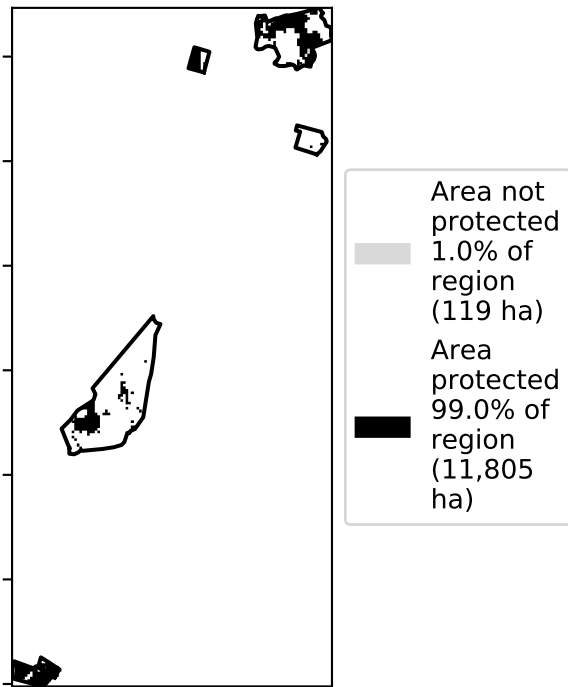 Area not
protected
1.0% of
region
(119 ha)
Area
protected
99.0% of
region
(11,805
ha)